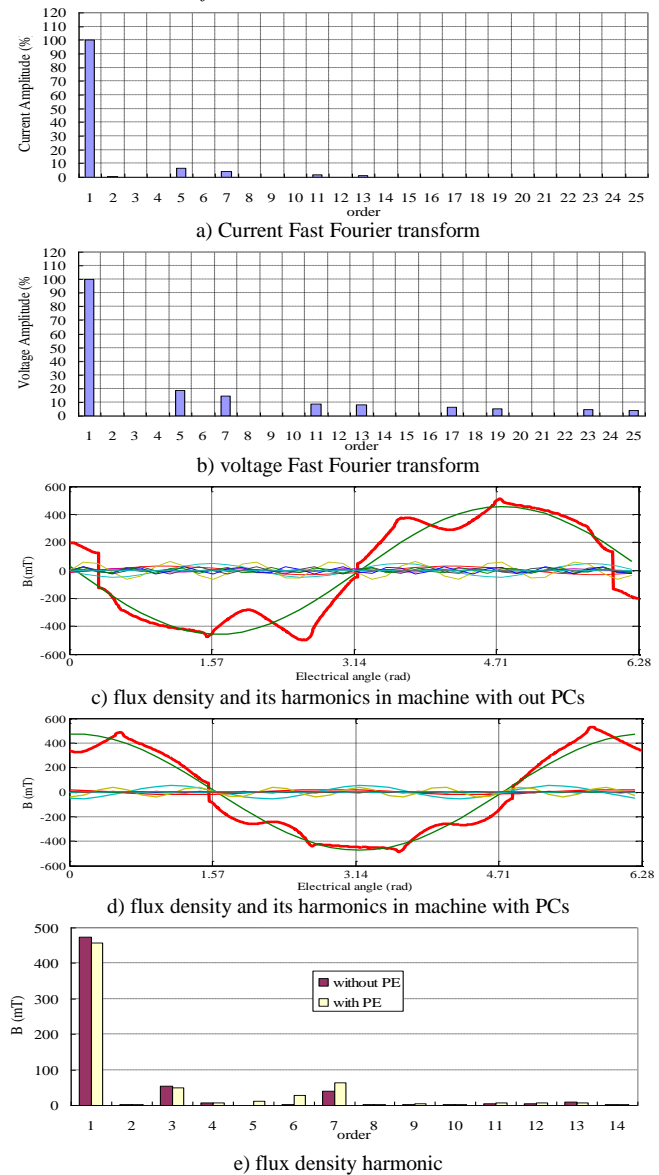 120
110
100
90
80
70
60
50
40
30
20
10
0
Current Amplitude (%
1 2 3 4 5 6 7 8 9 10 11 12 13 14 15 16 17 18 19 20 21 22 23 24 25
order
a) Current Fast Fourier transform
120
110
100
90
80
70
60
50
40
30
20
10
0
Voltage Amplitude (%
1 2 3 4 5 6 7 8 9 10 11 12 13 14 15 16 17 18 19 20 21 22 23 24 25
order
b) voltage Fast Fourier transform
600
400
200
0
-200
-400
-600
B(mT)
0 1.57 3.14 4.71 6.28
Electrical angle (rad)
c) flux density and its harmonics in machine with out PCs
600
400
200
0
-200
-400
-600
B (mT)
0 1.57 3.14 4.71 6.28
Electrical angle (rad)
d) flux density and its harmonics in machine with PCs
500
400
300
200
100
0
B (mT)
without PE
with PE
1 2 3 4 5 6 7 8 9 10 11 12 13 14
order
e) flux density harmonic